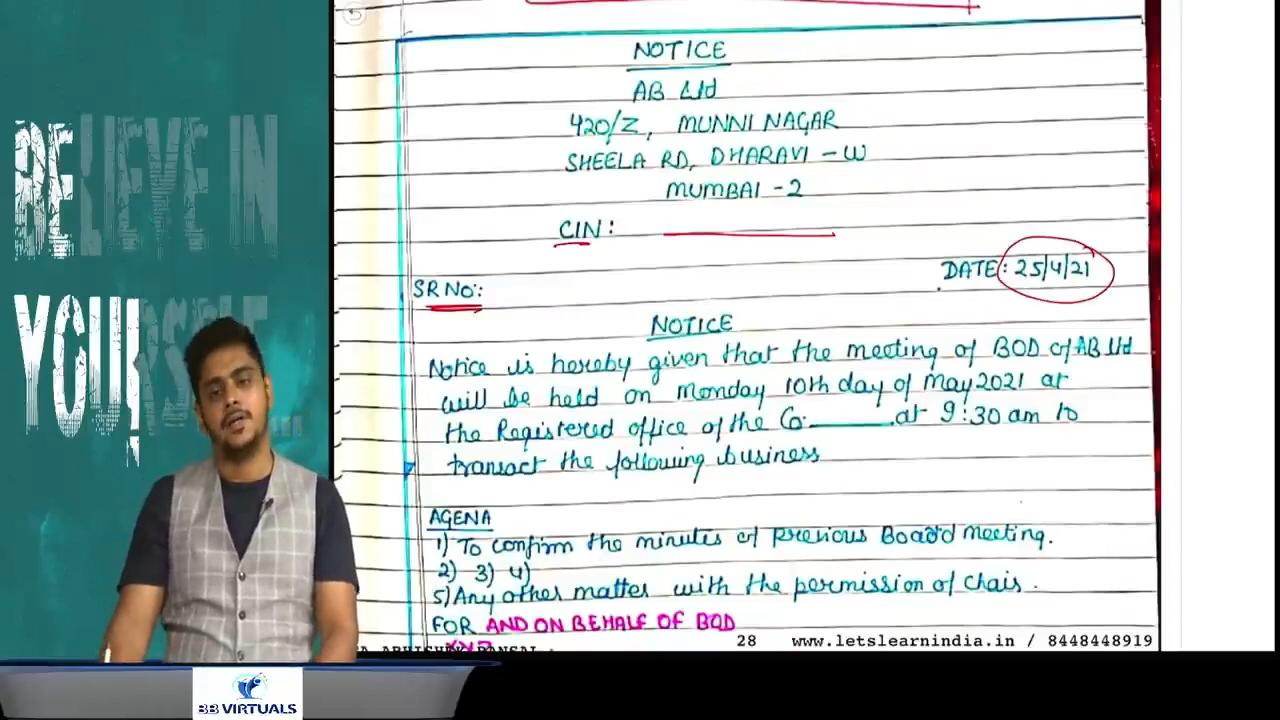 BELIEVE IN
YOURSELF...
NOTICE
AB Ltd
420/Z, MUNNI NAGAR
SHEELA RD, DHARAVI - W
MUMBAI - 2
CIN:
DATE: 25/4/21
SR No:
NOTICE
Notice is hereby given that the meeting of BOD of AB Ltd
will be held on Monday 10th day of May 2021 at
the Registered office of the Co. at 9:30 am to
transact the following business
AGENA
1) To confirm the minutes of previous Board Meeting.
2) 3) 4)
5) Any other matter with the permission of chair.
FOR AND ON BEHALF OF BOD
28 www.letslearnindia.in / 8448448919
BB VIRTUALS